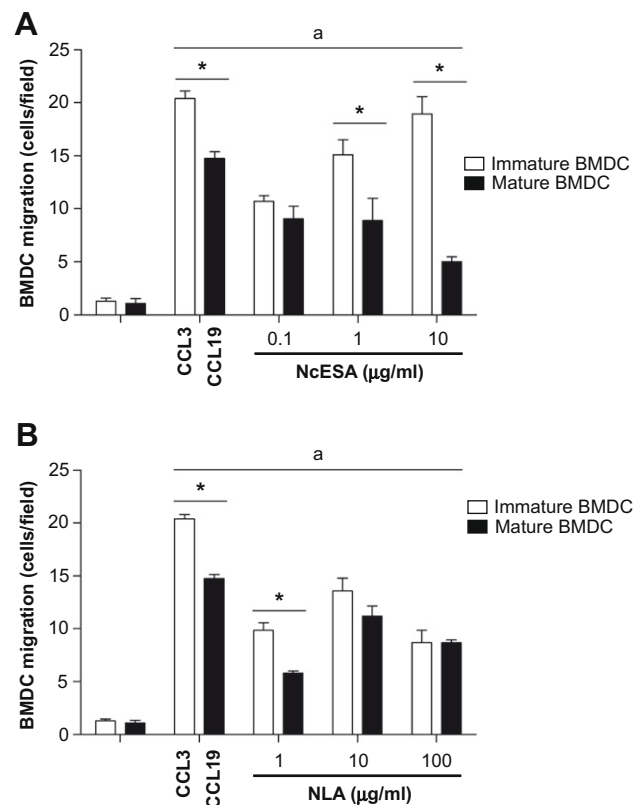 A
a
25
20
15
10
5
0
BMDC migration (cells/field)
*
*
*
Immature BMDC
Mature BMDC
CCL3
CCL19
0.1
1
10
NcESA (μg/ml)
B
a
25
20
15
10
5
0
BMDC migration (cells/field)
*
*
Immature BMDC
Mature BMDC
CCL3
CCL19
1
10
100
NLA (μg/ml)